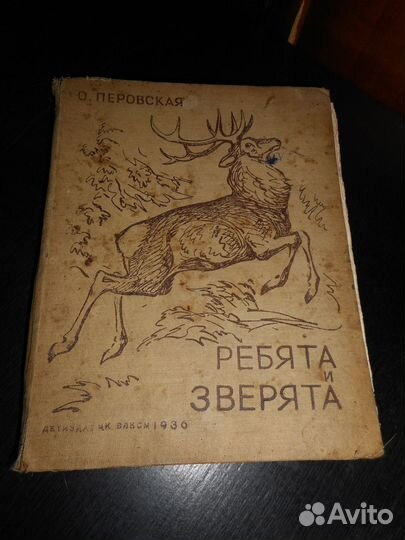 О. ПЕРОВСКАЯ
РЕБЯТА
И
ЗВЕРЯТА
ДЕТИЗДАТ ЦК ВЛКСМ 1936
Avito